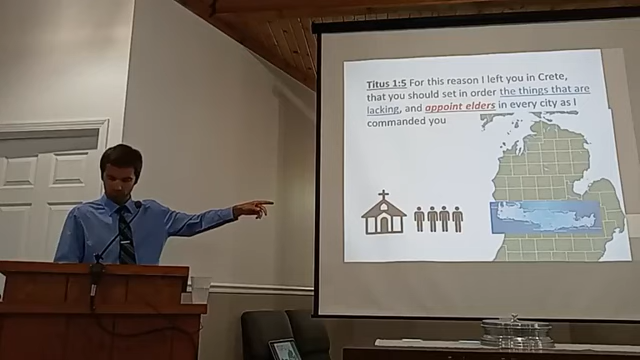 Titus 1:5 For this reason I left you in Crete,
that you should set in order the things that are
lacking, and appoint elders in every city as I
commanded you